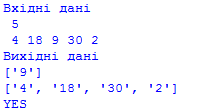 Вхідні дані
5
4 18 9 30 2
Вихідні дані
['9']
['4', '18', '30', '2']
YES